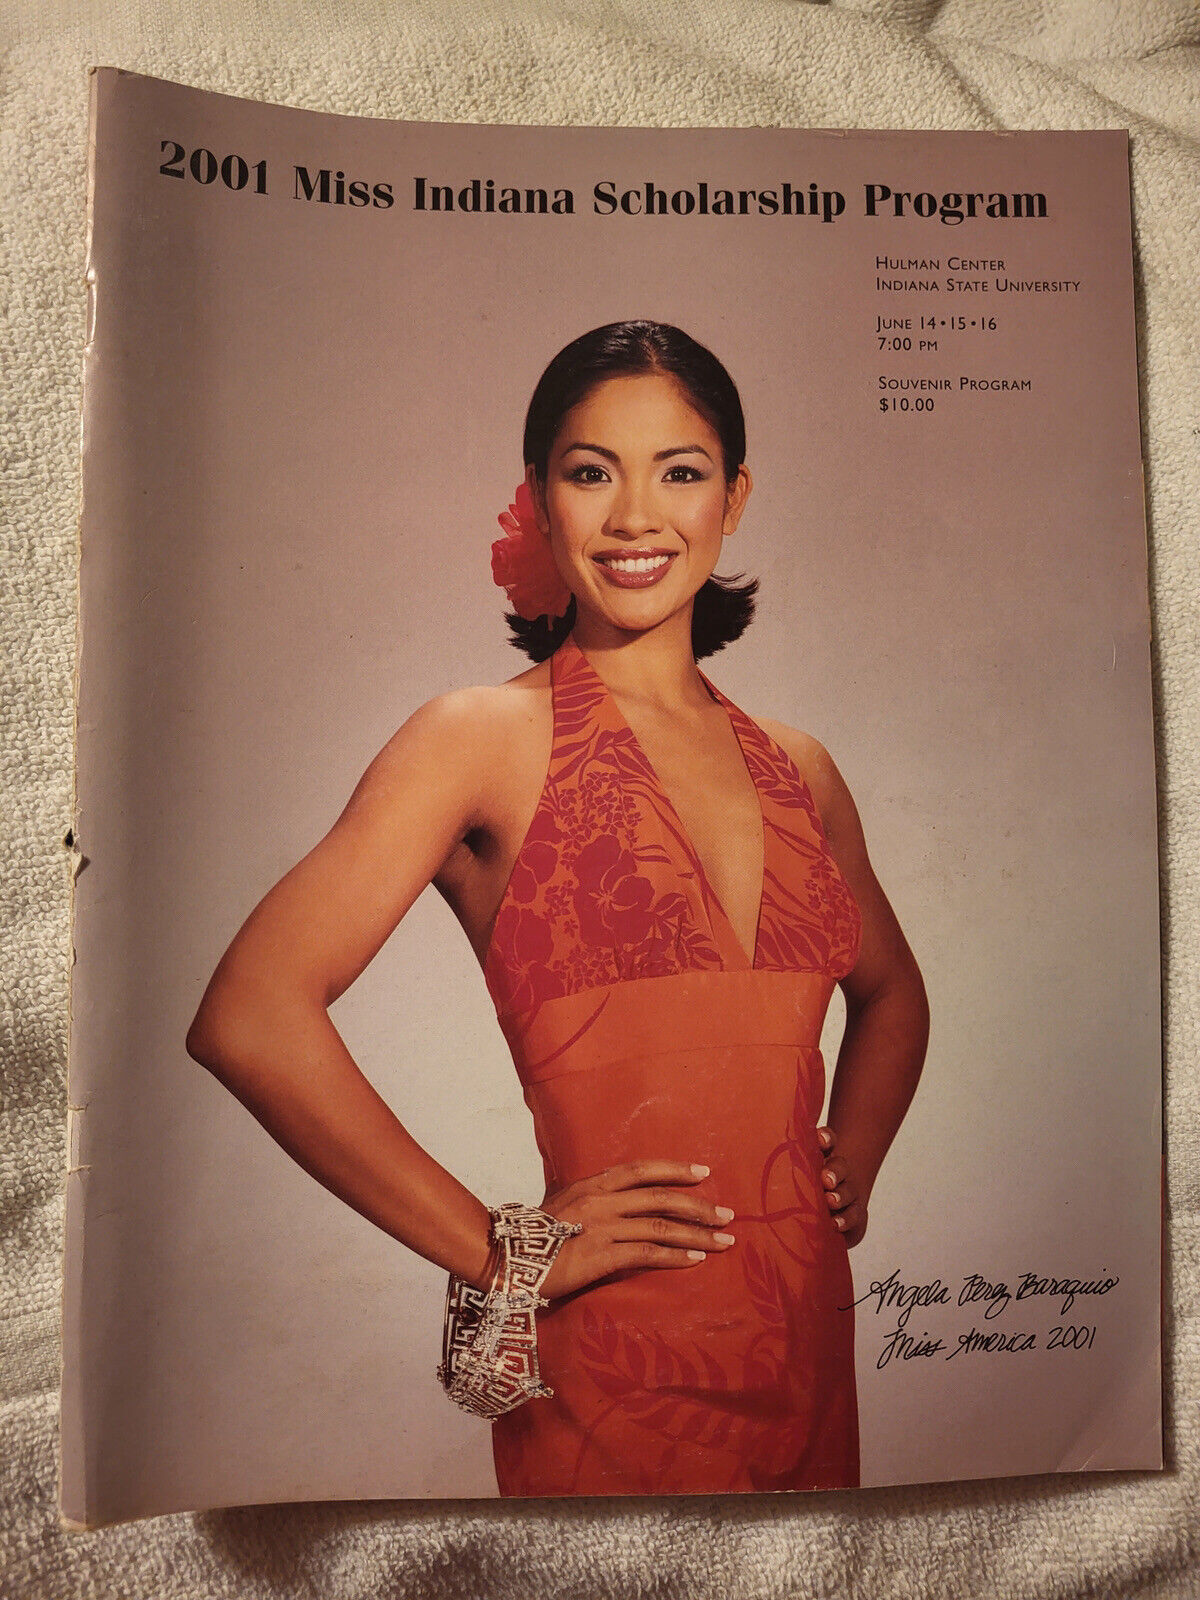 2001 Miss Indiana Scholarship Program
Hulman Center
Indiana State University
June 14•15•16
7:00 pm
Souvenir Program
$10.00
Angela Perez Baraquio
Miss America 2001